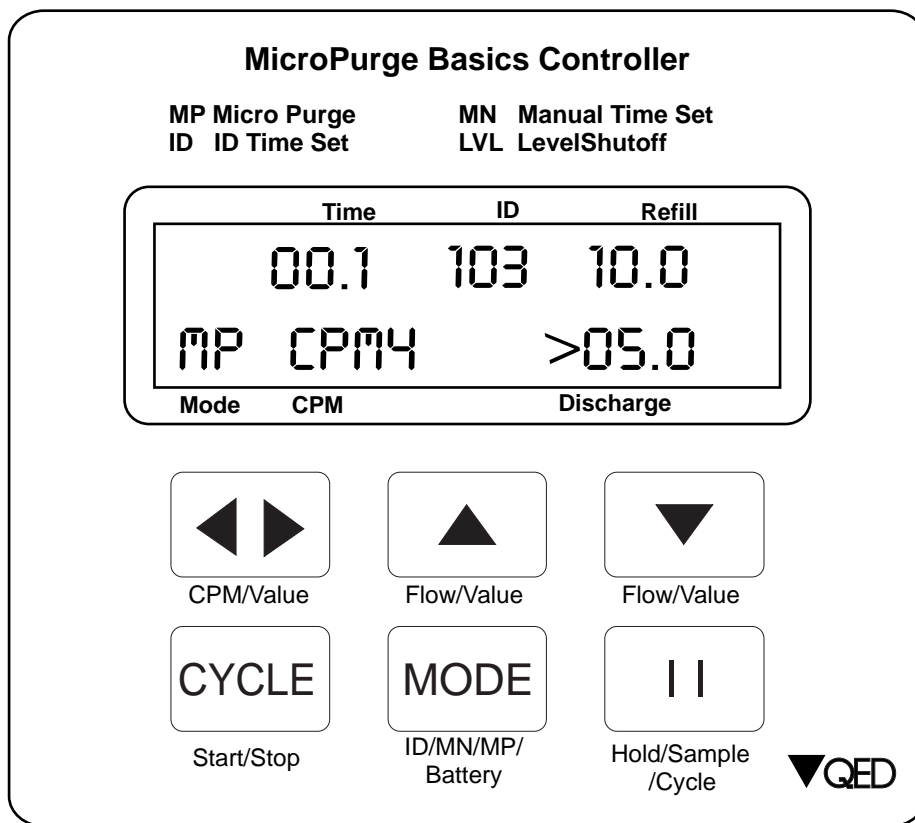 MicroPurge Basics Controller
MP Micro Purge MN Manual Time Set
ID ID Time Set LVL LevelShutoff
Time ID Refill
00.1 103 10.0
MP CPM4 >05.0
Mode CPM Discharge
CPM/Value Flow/Value Flow/Value
CYCLE MODE II
Start/Stop ID/MN/MP/ Hold/Sample
Battery /Cycle
QED